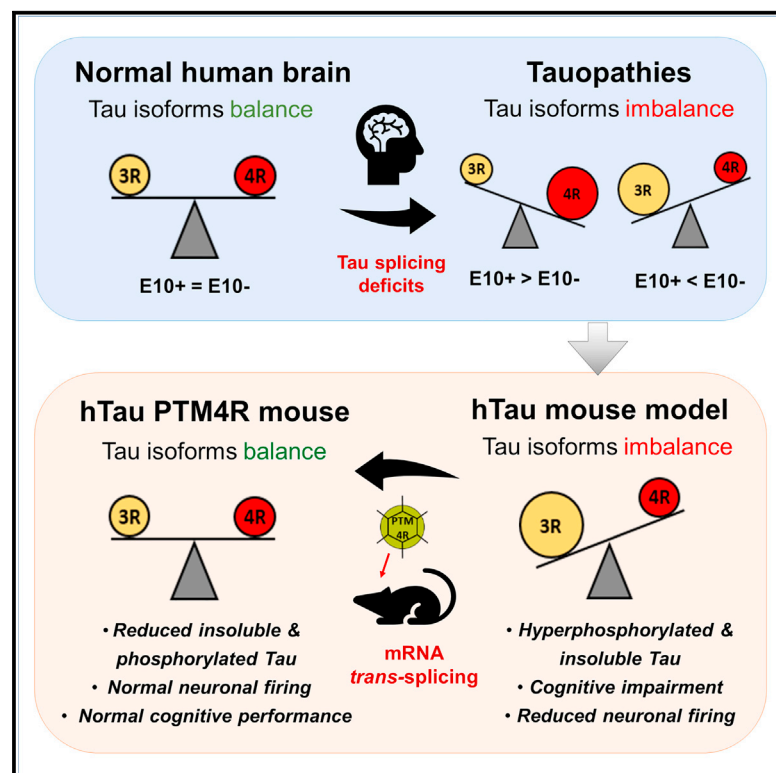 Normal human brain
Tau isoforms balance
3R
4R
E10+ = E10-
Tau splicing
deficits
Tauopathies
Tau isoforms imbalance
3R
4R
3R
4R
E10+ > E10-
E10+ < E10-
hTau PTM4R mouse
Tau isoforms balance
3R
4R
• Reduced insoluble &
phosphorylated Tau
• Normal neuronal firing
• Normal cognitive performance
PTM
4R
mRNA
trans-splicing
hTau mouse model
Tau isoforms imbalance
3R
4R
• Hyperphosphorylated &
insoluble Tau
• Cognitive impairment
• Reduced neuronal firing